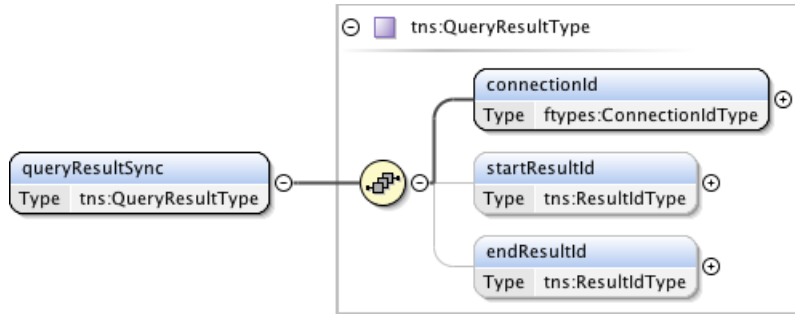 tns:QueryResultType
connectionId
Type ftypes:ConnectionIdType
queryResultSync
Type tns:QueryResultType
startResultId
Type tns:ResultIdType
endResultId
Type tns:ResultIdType